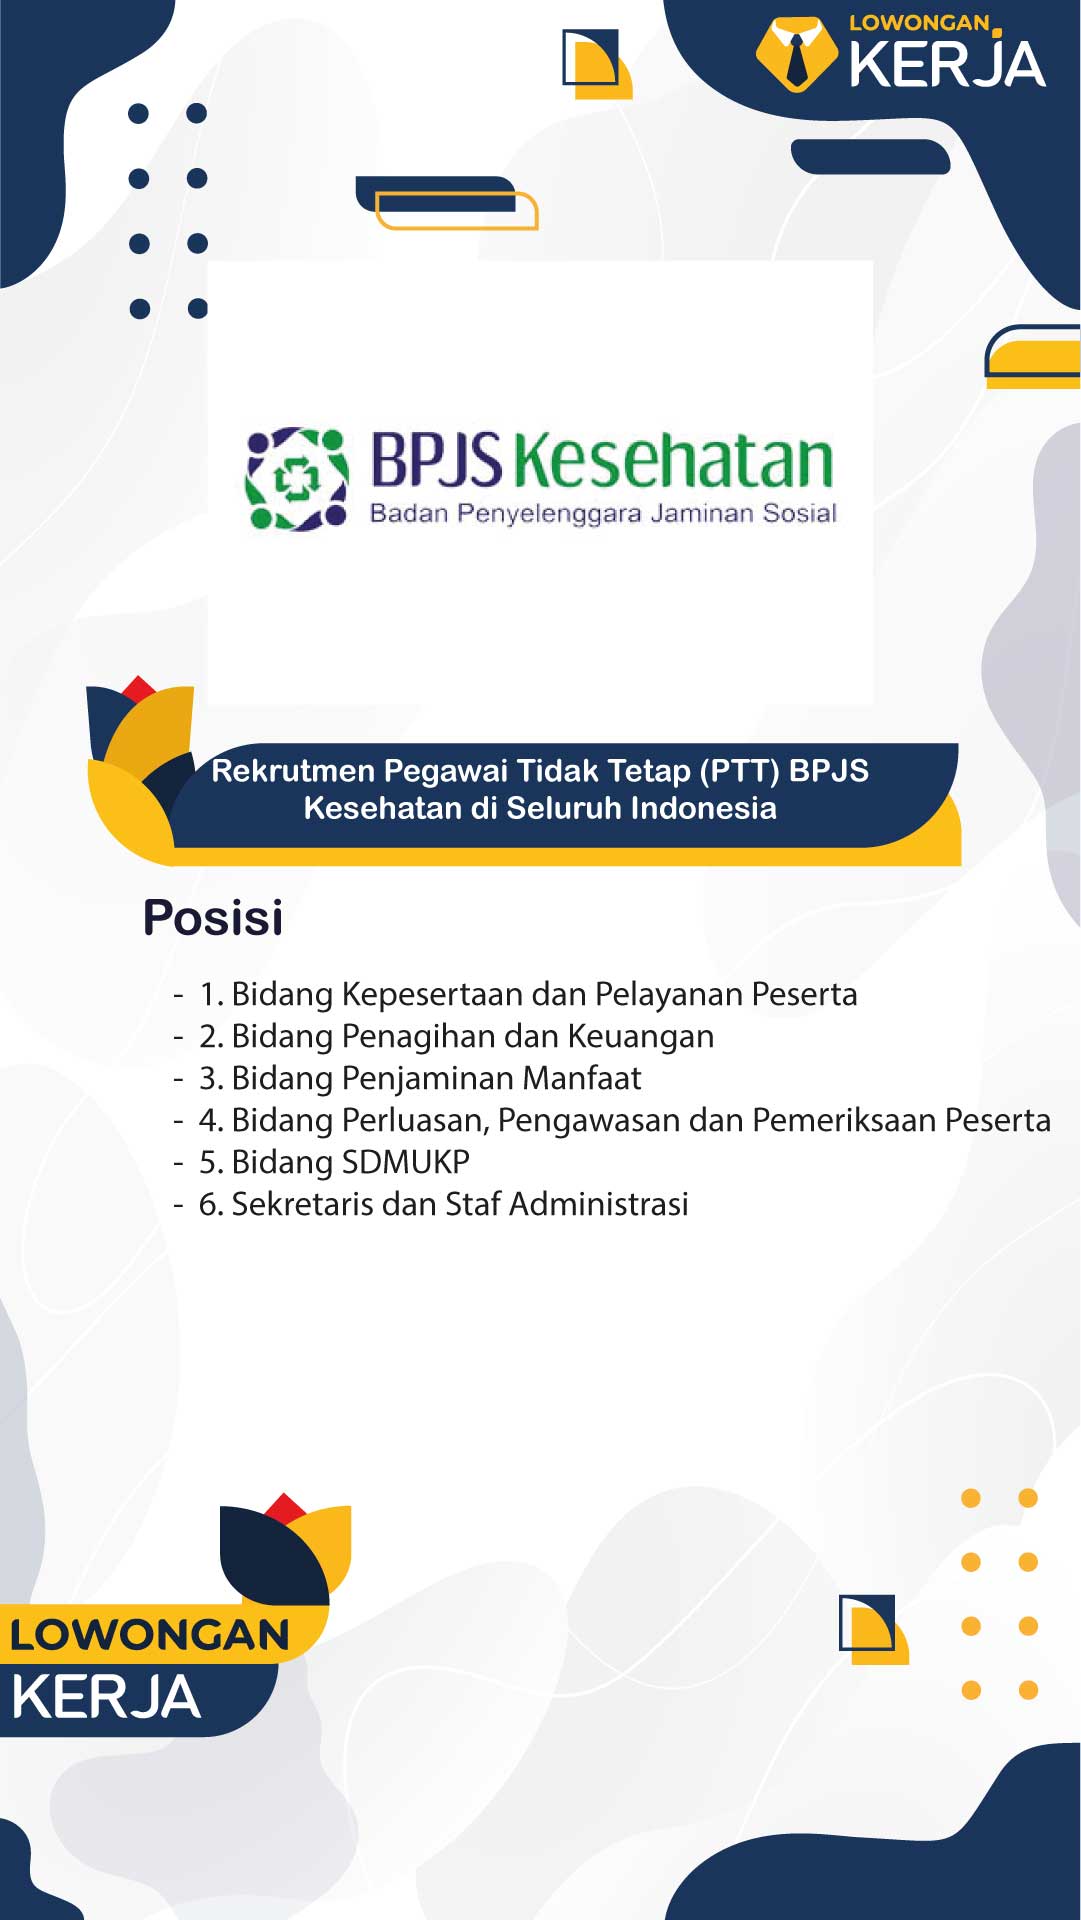 LOWONGAN
KERJA
BPJS Kesehatan
Badan Penyelenggara Jaminan Sosial
Rekrutmen Pegawai Tidak Tetap (PTT) BPJS
Kesehatan di Seluruh Indonesia
Posisi
- 1. Bidang Kepesertaan dan Pelayanan Peserta
- 2. Bidang Penagihan dan Keuangan
- 3. Bidang Penjaminan Manfaat
- 4. Bidang Perluasan, Pengawasan dan Pemeriksaan Peserta
- 5. Bidang SDMUKP
- 6. Sekretaris dan Staf Administrasi
LOWONGAN
KERJA